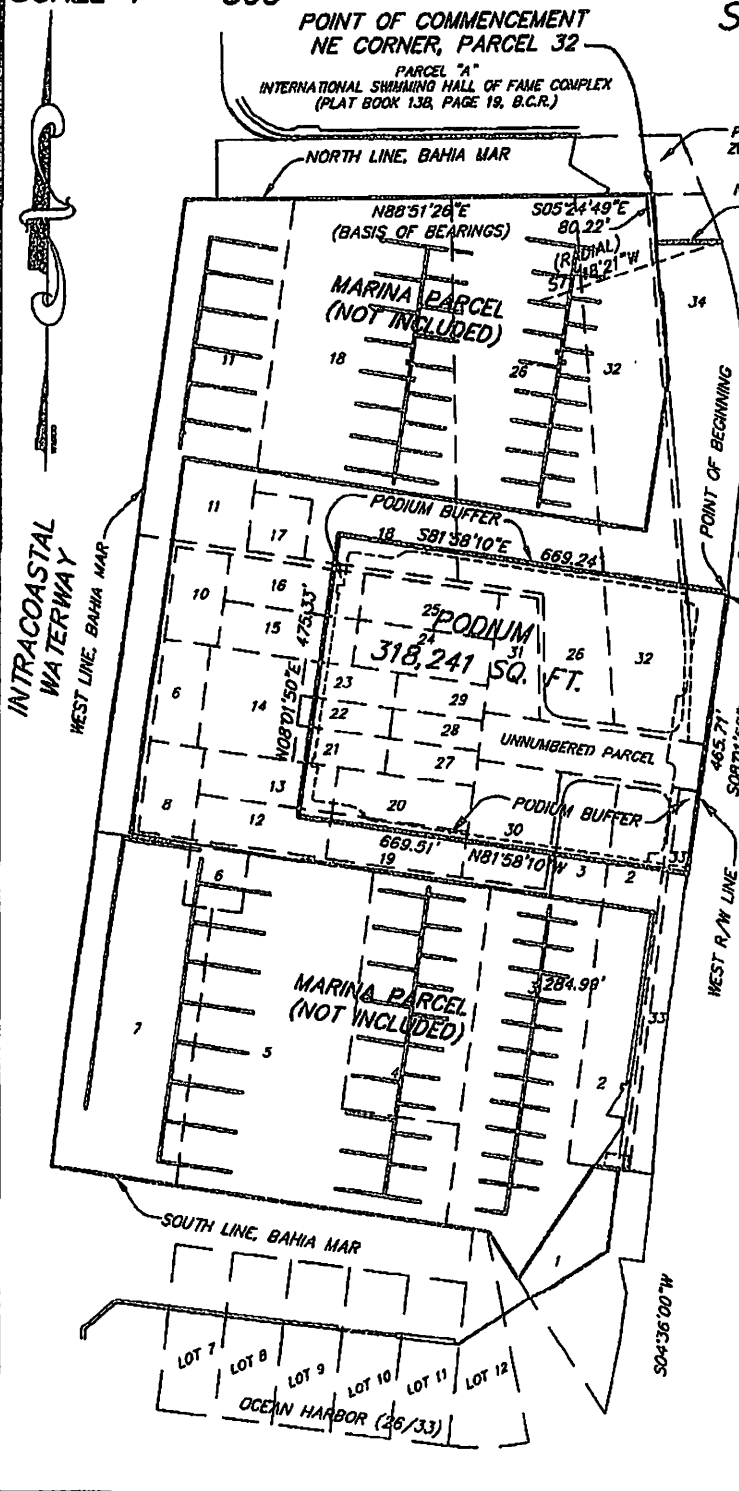 POINT OF COMMENCEMENT
NE CORNER, PARCEL 32
PARCEL "A"
INTERNATIONAL SWIMMING HALL OF FAME COMPLEX
(PLAT BOOK 138, PAGE 19, B.C.R.)
NORTH LINE, BAHIA MAR
N88°51'26"E
(BASIS OF BEARINGS)
S05°24'49"E
80.22'
(RADIAL)
MARINA PARCEL
(NOT INCLUDED)
11
18
26
32
34
POINT OF BEGINNING
INTRACOASTAL
WATERWAY
WEST LINE, BAHIA MAR
PODIUM BUFFER
11
17
18
S81°58'10"E
669.24'
10
16
15
475.33'
N08°01'50"E
25
PODIUM
24
318,241 SQ. FT.
31
26
32
6
14
23
29
22
28
UNNUMBERED PARCEL
21
27
465.71'
13
8
12
20
PODIUM BUFFER
30
669.51'
N81°58'10"W
19
3
2
33
WEST R/W LINE
6
MARINA PARCEL
(NOT INCLUDED)
3
284.99'
33
7
5
4
2
SOUTH LINE, BAHIA MAR
1
S04°36'00"W
LOT 7
LOT 8
LOT 9
LOT 10
LOT 11
LOT 12
OCEAN HARBOR (26/33)